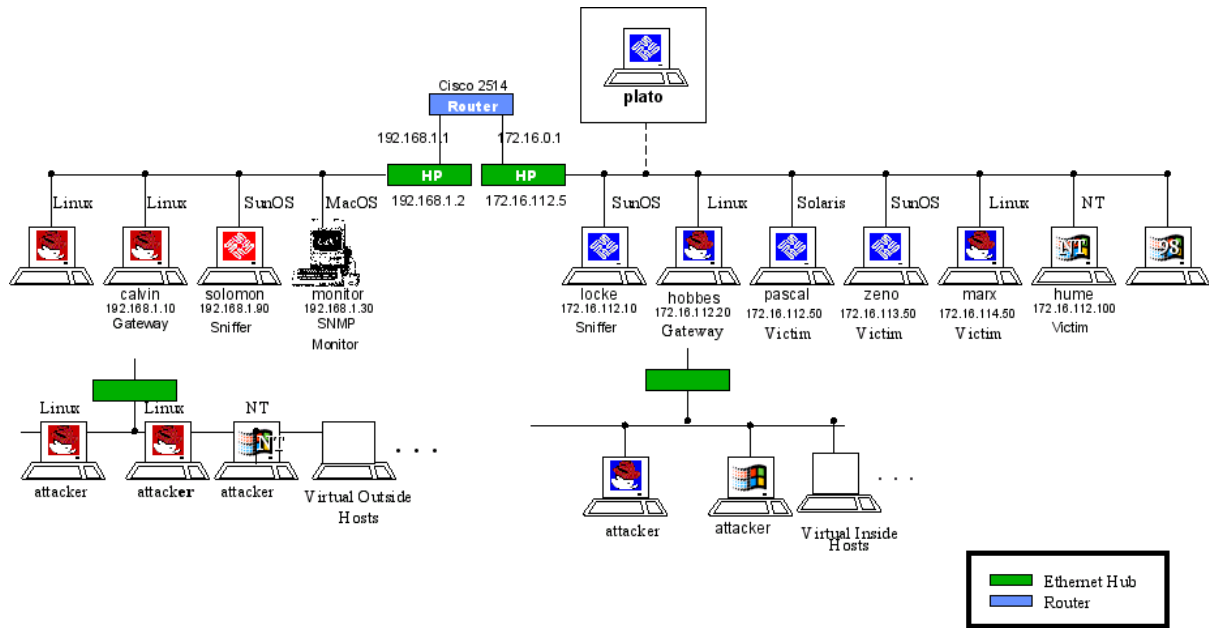 plato
Cisco 2514
Router
192.168.1.1
172.16.0.1
HP
HP
192.168.1.2
172.16.112.5
Linux
Linux
SunOS
MacOS
SunOS
Linux
Solaris
SunOS
Linux
NT
NT
98
calvin
192.168.1.10
Gateway
solomon
192.168.1.90
Sniffer
monitor
192.168.1.30
SNMP
Monitor
locke
172.16.112.10
Sniffer
hobbes
172.16.112.20
Gateway
pascal
172.16.112.50
Victim
zeno
172.16.113.50
Victim
marx
172.16.114.50
Victim
hume
172.16.112.100
Victim
Linux
Linux
NT
NT
attacker
attacker
attacker
Virtual Outside
Hosts
. . .
attacker
attacker
Virtual Inside
Hosts
. . .
Ethernet Hub
Router